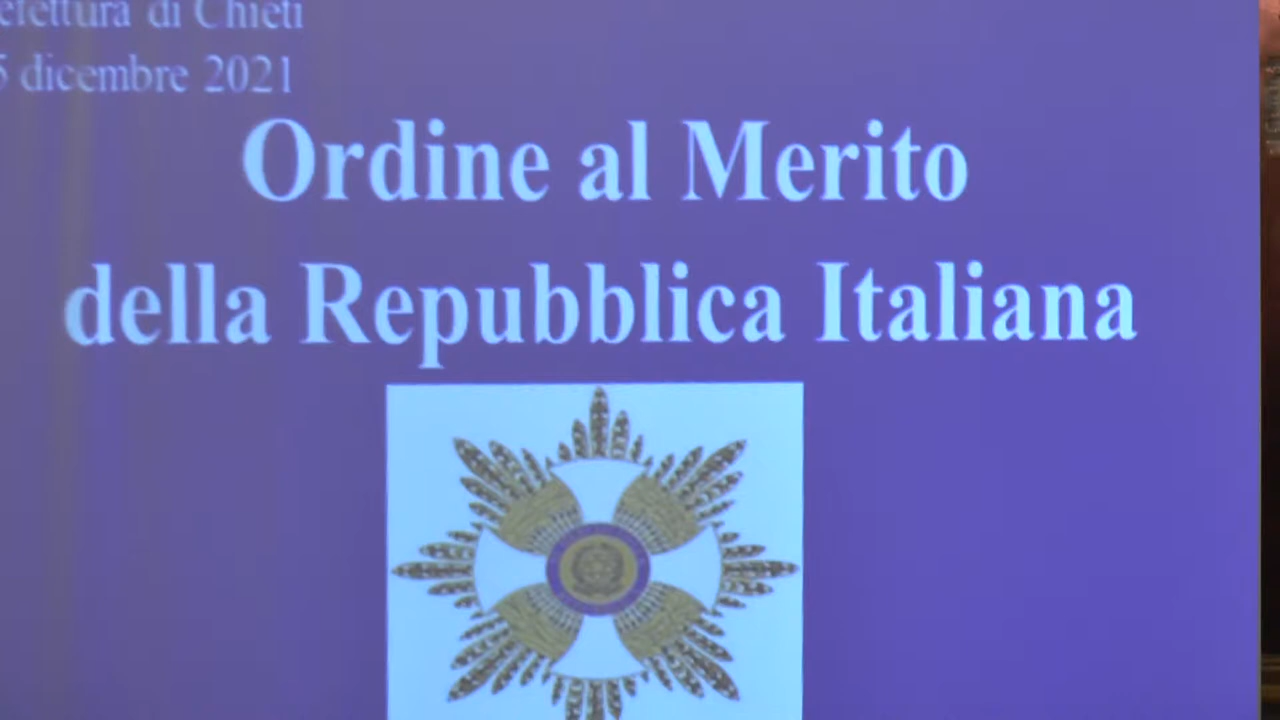 efettura di Chieti
5 dicembre 2021
Ordine al Merito
della Repubblica Italiana